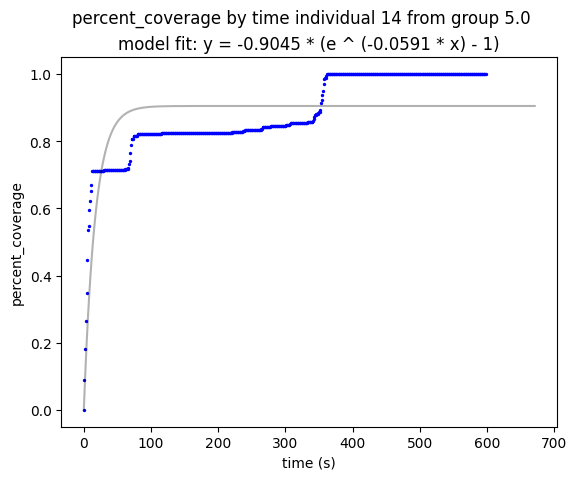 percent_coverage by time individual 14 from group 5.0
model fit: y = -0.9045 * (e ^ (-0.0591 * x) - 1)
percent_coverage
1.0
0.8
0.6
0.4
0.2
0.0
0 100 200 300 400 500 600 700
time (s)